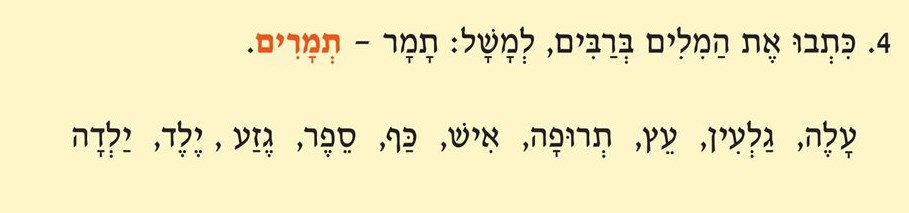 4. כִּתְבוּ אֶת הַמִלִים בְּרַבִּים, לְמָשָׁל: תָמָר – תְמָרִים.
עָלֶה, גַלְעִין, עֵץ, תְרוּפָה, אִישׁ, כַּף, סֵפֶר, גֶזַע , יֶלֶד, יַלְדָה